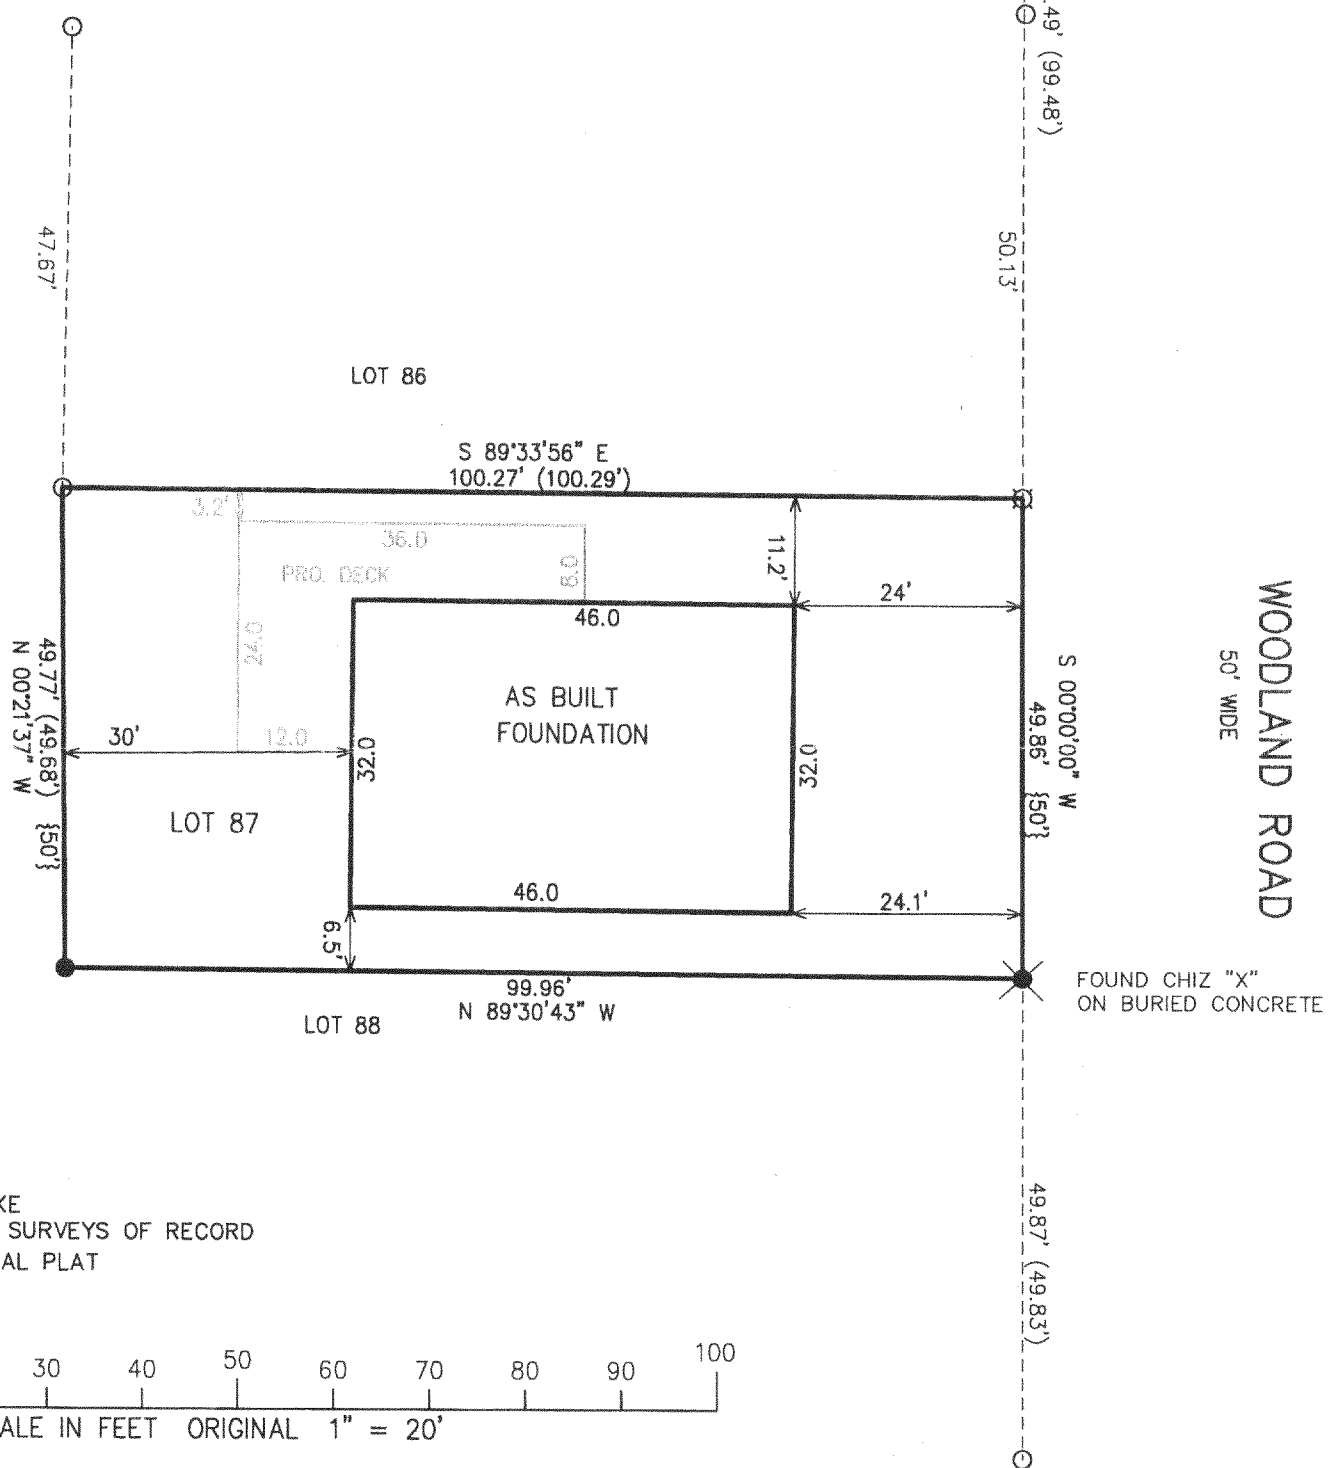 .49' (99.48')
47.67'
50.13'
LOT 86
S 89°33'56" E
100.27' (100.29')
3.2'
36.0
PRO. DECK
8.0
11.2'
24'
46.0
24.0
AS BUILT
FOUNDATION
30'
12.0
32.0
32.0
49.77' (49.68') {50'}
N 00°21'37" W
S 00°00'00" W
49.86' {50'}
WOODLAND ROAD
50' WIDE
LOT 87
46.0
24.1'
6.5'
99.96'
N 89°30'43" W
LOT 88
FOUND CHIZ "X"
ON BURIED CONCRETE
49.87' (49.83')
KE
SURVEYS OF RECORD
AL PLAT
30 40 50 60 70 80 90 100
ALE IN FEET ORIGINAL 1" = 20'